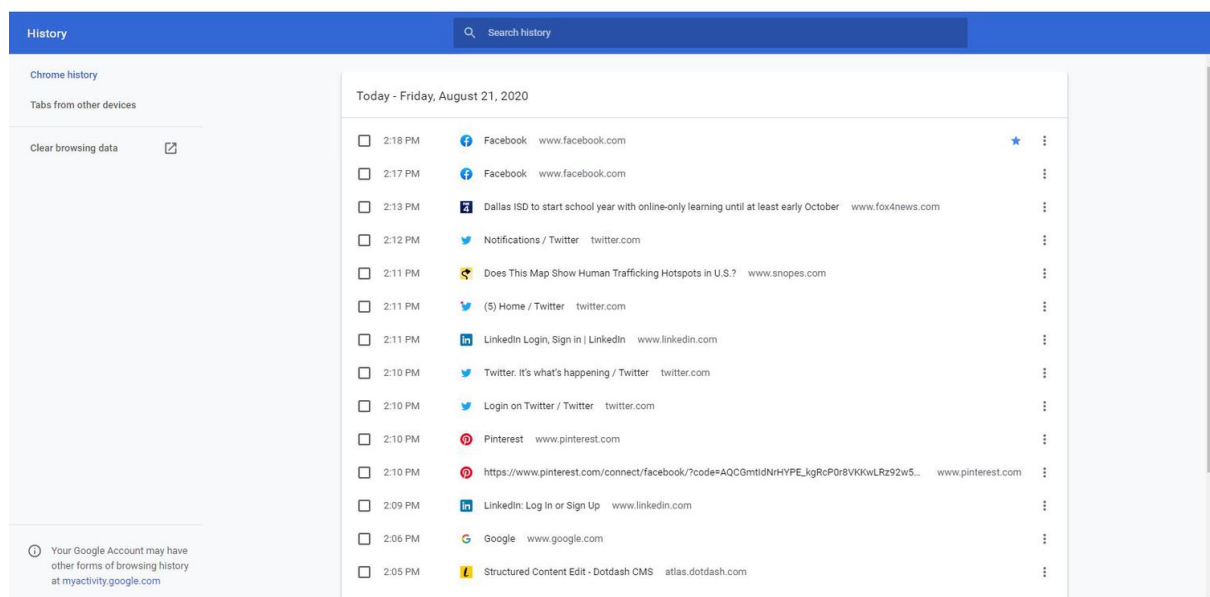 History
Search history
Chrome history
Tabs from other devices
Clear browsing data
Today - Friday, August 21, 2020
2:18 PM Facebook www.facebook.com
2:17 PM Facebook www.facebook.com
2:13 PM Dallas ISD to start school year with online-only learning until at least early October www.fox4news.com
2:12 PM Notifications / Twitter twitter.com
2:11 PM Does This Map Show Human Trafficking Hotspots in U.S.? www.snopes.com
2:11 PM (5) Home / Twitter twitter.com
2:11 PM LinkedIn Login, Sign in | LinkedIn www.linkedin.com
2:10 PM Twitter. It's what's happening / Twitter twitter.com
2:10 PM Login on Twitter / Twitter twitter.com
2:10 PM Pinterest www.pinterest.com
2:10 PM https://www.pinterest.com/connect/facebook/?code=AQCGmtIdNrHYPE_kgRcP0r8VKKwLRz92w5... www.pinterest.com
2:09 PM LinkedIn: Log In or Sign Up www.linkedin.com
2:06 PM Google www.google.com
2:05 PM Structured Content Edit - Dotdash CMS atlas.dotdash.com
Your Google Account may have
other forms of browsing history
at myactivity.google.com